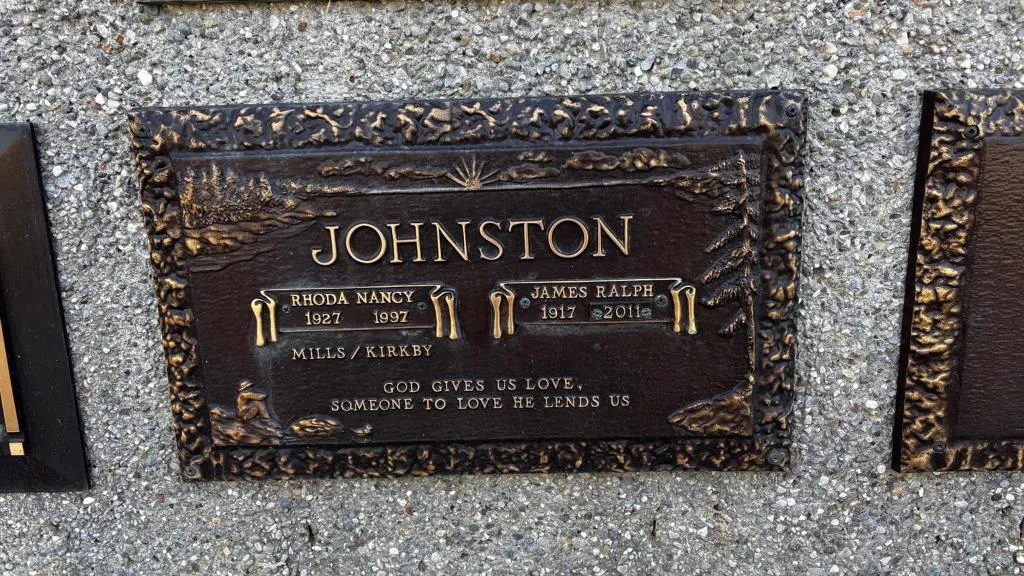 JOHNSTON
RHODA NANCY
1927 1997
JAMES RALPH
1917 2011
MILLS/KIRKBY
GOD GIVES US LOVE,
SOMEONE TO LOVE HE LENDS US